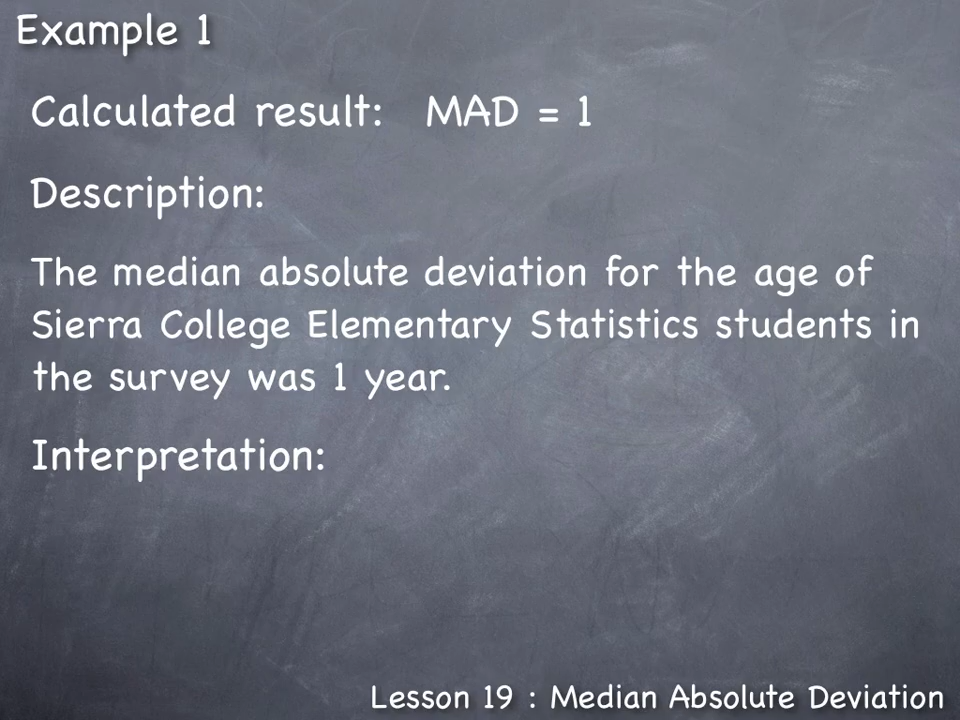 Example 1
Calculated result: MAD = 1
Description:
The median absolute deviation for the age of
Sierra College Elementary Statistics students in
the survey was 1 year.
Interpretation:
Lesson 19 : Median Absolute Deviation